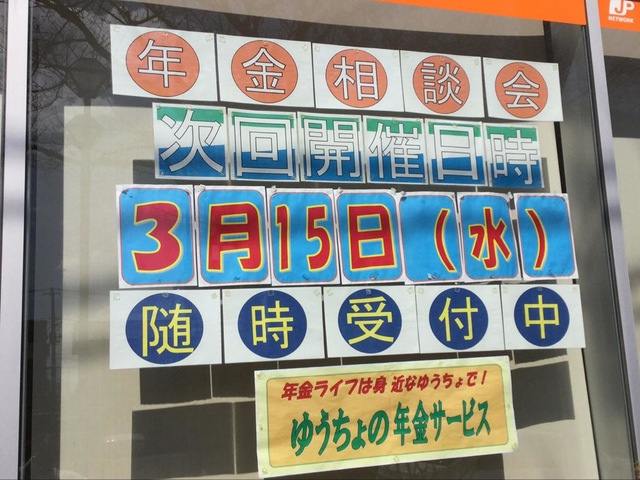 JP
NETWORK
年金相談会
次回開催日時
3月15日(水)
随時受付中
年金ライフは身近なゆうちょで!
ゆうちょの年金サービス